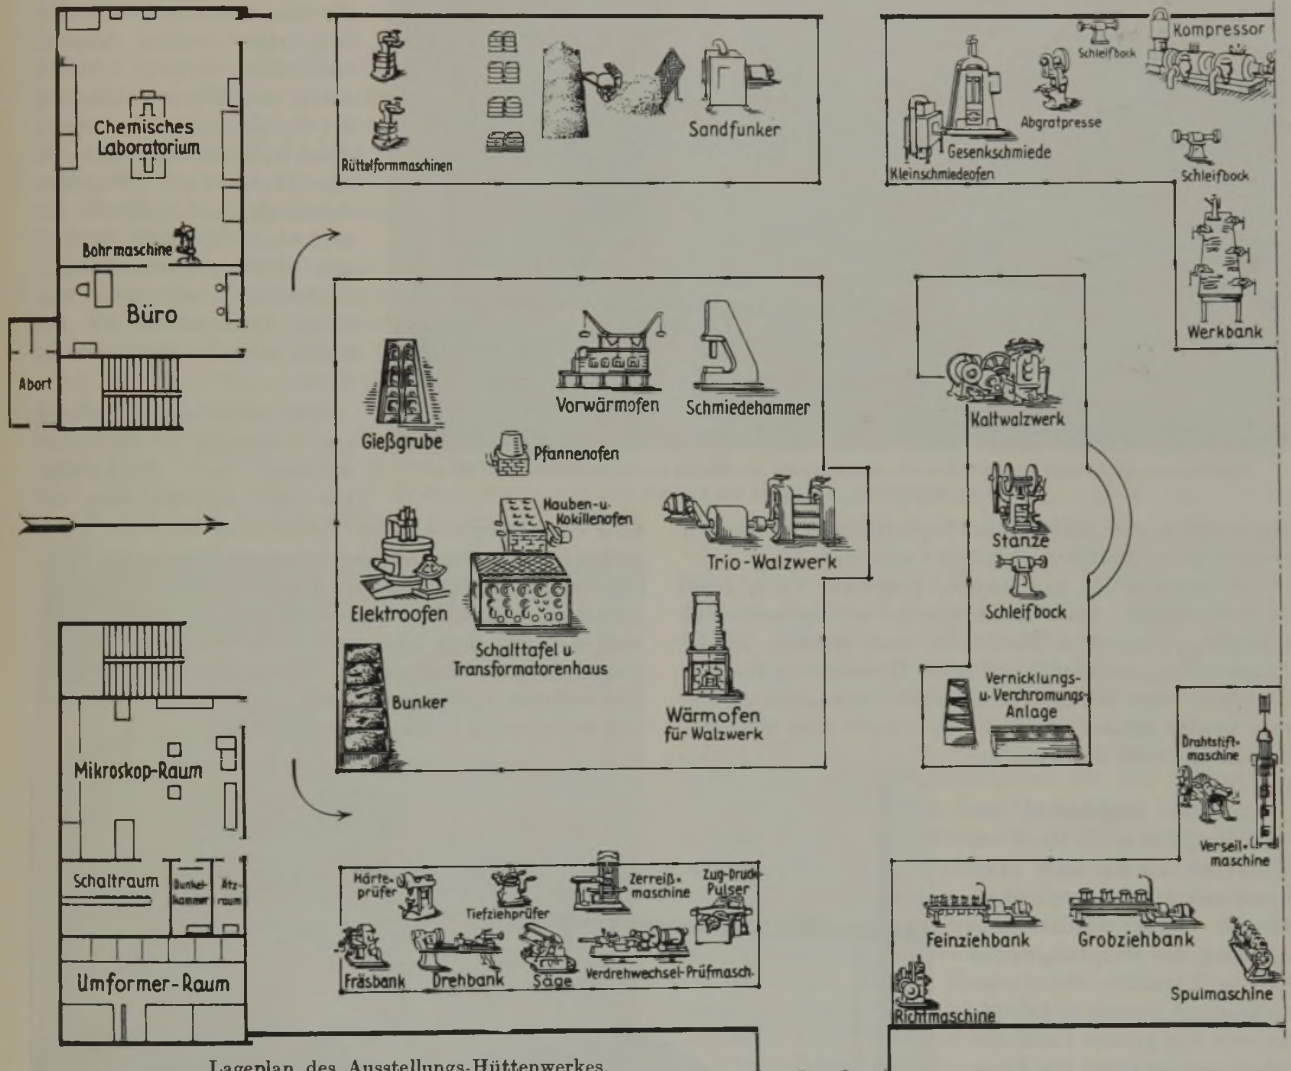 Chemisches
Laboratorium
Bohrmaschine
Büro
Abort
Rüttelformmaschinen
Sandfunker
Kompressor
Schleifbock
Abgratpresse
Gesenkschmiede
Kleinschmiedeofen
Schleifbock
Werkbank
Gießgrube
Vorwärmofen
Schmiedehammer
Pfannenofen
Hauben-u.
Kokillenofen
Elektroofen
Schalttafel u.
Transformatorenhaus
Bunker
Trio-Walzwerk
Wärmofen
für Walzwerk
Kaltwalzwerk
Stanze
Schleifbock
Vernicklungs-
u.Verchromungs-
Anlage
Mikroskop-Raum
Schaltraum
Dunkel-
kammer
Ätz-
raum
Umformer-Raum
Härte-
prüfer
Tiefziehprüfer
Zerreiß-
maschine
Zug-Druck-
Pulser
Fräsbank
Drehbank
Säge
Verdrehwechsel-Prüfmasch.
Drahtstift-
maschine
Verseil-
maschine
Feinziehbank
Grobziehbank
Richtmaschine
Spulmaschine
Lageplan des Ausstellungs-Hüttenwerkes.